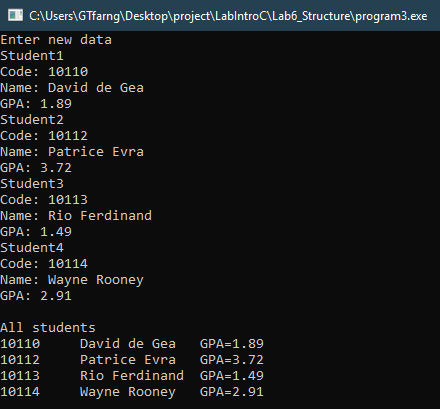 C:\Users\GTfarng\Desktop\project\LabIntroC\Lab6_Structure\program3.exe
Enter new data
Student1
Code: 10110
Name: David de Gea
GPA: 1.89
Student2
Code: 10112
Name: Patrice Evra
GPA: 3.72
Student3
Code: 10113
Name: Rio Ferdinand
GPA: 1.49
Student4
Code: 10114
Name: Wayne Rooney
GPA: 2.91
All students
10110     David de Gea   GPA=1.89
10112     Patrice Evra   GPA=3.72
10113     Rio Ferdinand  GPA=1.49
10114     Wayne Rooney   GPA=2.91